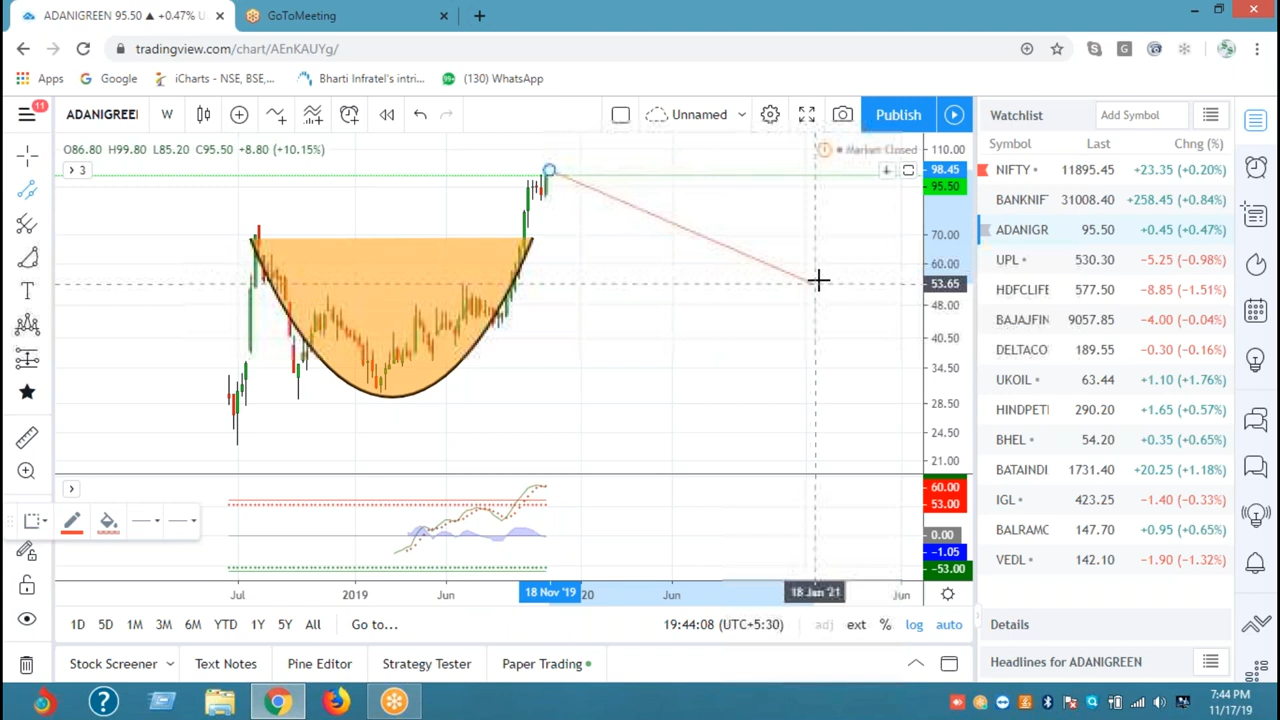 ADANIGREEN 95.50 ▲ +0.47% U
GoToMeeting
tradingview.com/chart/AEnKAUYg/
Apps
Google
iCharts - NSE, BSE,...
Bharti Infratel's intri...
(130) WhatsApp
11
ADANIGREEN
W
Unnamed
Publish
Watchlist
Add Symbol
O86.80 H99.80 L85.20 C95.50 +8.80 (+10.15%)
Market Closed
3
Symbol Last Chng (%)
NIFTY 11895.45 +23.35 (+0.20%)
BANKNIF 31008.40 +258.45 (+0.84%)
ADANIGR 95.50 +0.45 (+0.47%)
UPL 530.30 −5.25 (−0.98%)
HDFCLIFE 577.50 −8.85 (−1.51%)
BAJAJFIN 9057.85 −4.00 (−0.04%)
DELTACO 189.55 −0.30 (−0.16%)
UKOIL 63.44 +1.10 (+1.76%)
HINDPET 290.20 +1.65 (+0.57%)
BHEL 54.20 +0.35 (+0.65%)
BATAINDI 1731.40 +20.25 (+1.18%)
IGL 423.25 −1.40 (−0.33%)
BALRAMC 147.70 +0.95 (+0.65%)
VEDL 142.10 −1.90 (−1.32%)
110.00
98.45
95.50
70.00
60.00
53.65
48.00
40.50
34.50
28.50
24.50
21.00
60.00
53.00
0.00
−1.05
−53.00
Jul
2019
Jun
18 Nov '19
20
Jun
18 Jan '21
Jun
1D 5D 1M 3M 6M YTD 1Y 5Y All
Go to...
19:44:08 (UTC+5:30)
adj ext % log auto
Details
Stock Screener
Text Notes
Pine Editor
Strategy Tester
Paper Trading
Headlines for ADANIGREEN
7:44 PM
11/17/19